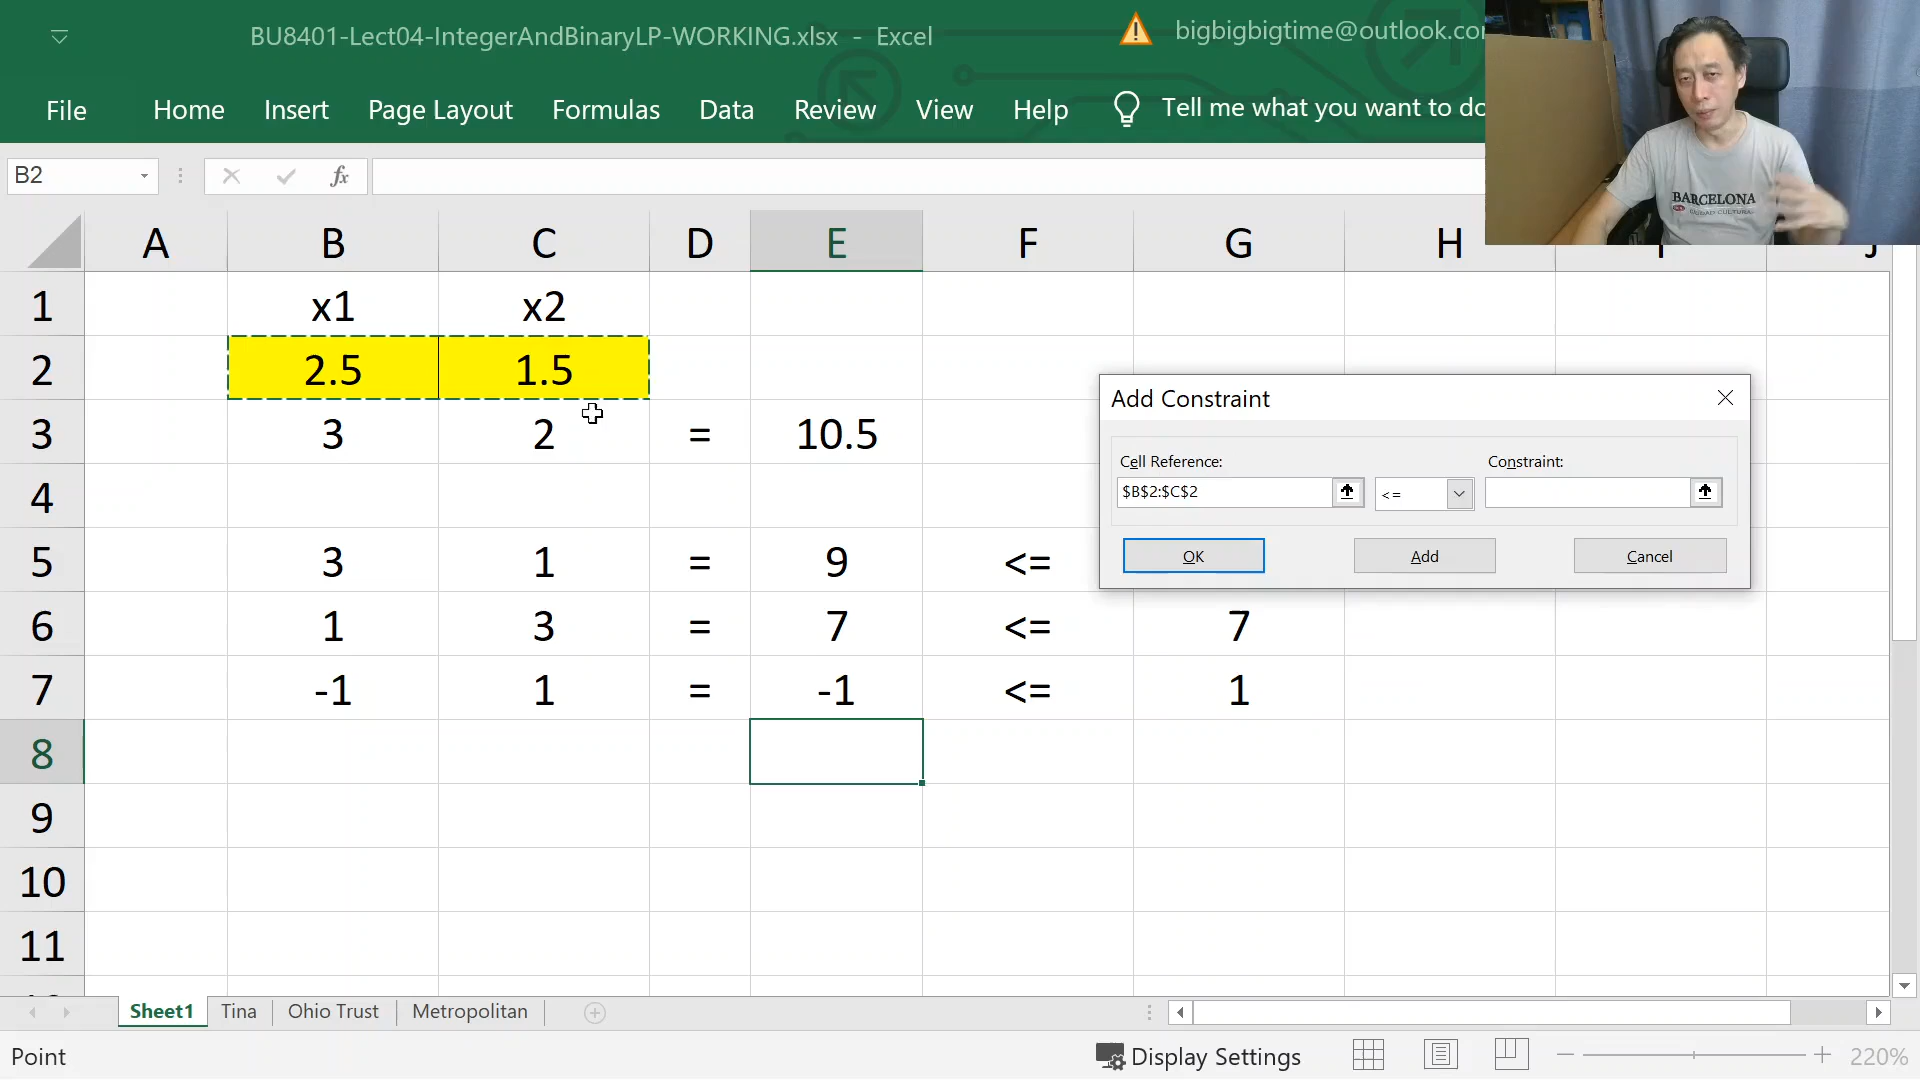 BU8401-Lect04-IntegerAndBinaryLP-WORKING.xlsx - Excel
bigbigbigtime@outlook.co
File Home Insert Page Layout Formulas Data Review View Help Tell me what you want to do
BARCELONA
B2 fx
A B C D E F G H
1 x1 x2
2 2.5 1.5
3 3 2 = 10.5
4
5 3 1 = 9 <=
6 1 3 = 7 <= 7
7 -1 1 = -1 <= 1
8
9
10
11
Add Constraint
Cell Reference: Constraint:
$B$2:$C$2 <=
OK Add Cancel
Sheet1 Tina Ohio Trust Metropolitan
Point Display Settings 220%